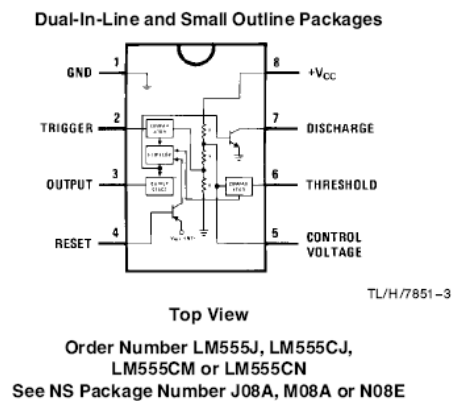 Dual-In-Line and Small Outline Packages
GND 1
8 +VCC
TRIGGER 2
7 DISCHARGE
OUTPUT 3
6 THRESHOLD
RESET 4
5 CONTROL
VOLTAGE
TL/H/7851–3
Top View
Order Number LM555J, LM555CJ,
LM555CM or LM555CN
See NS Package Number J08A, M08A or N08E